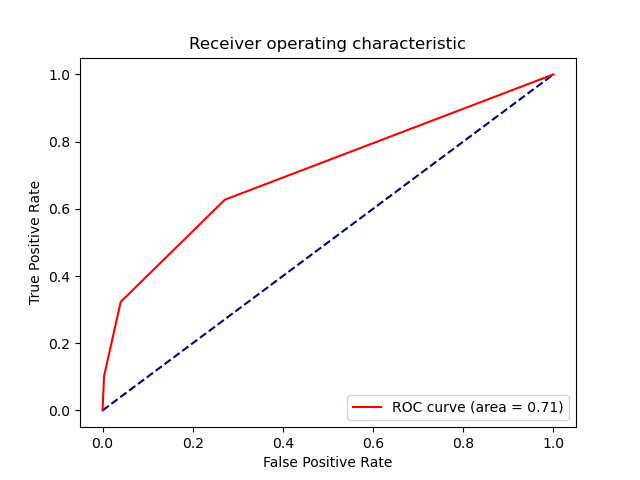 Receiver operating characteristic
True Positive Rate
1.0
0.8
0.6
0.4
0.2
0.0
ROC curve (area = 0.71)
0.0 0.2 0.4 0.6 0.8 1.0
False Positive Rate